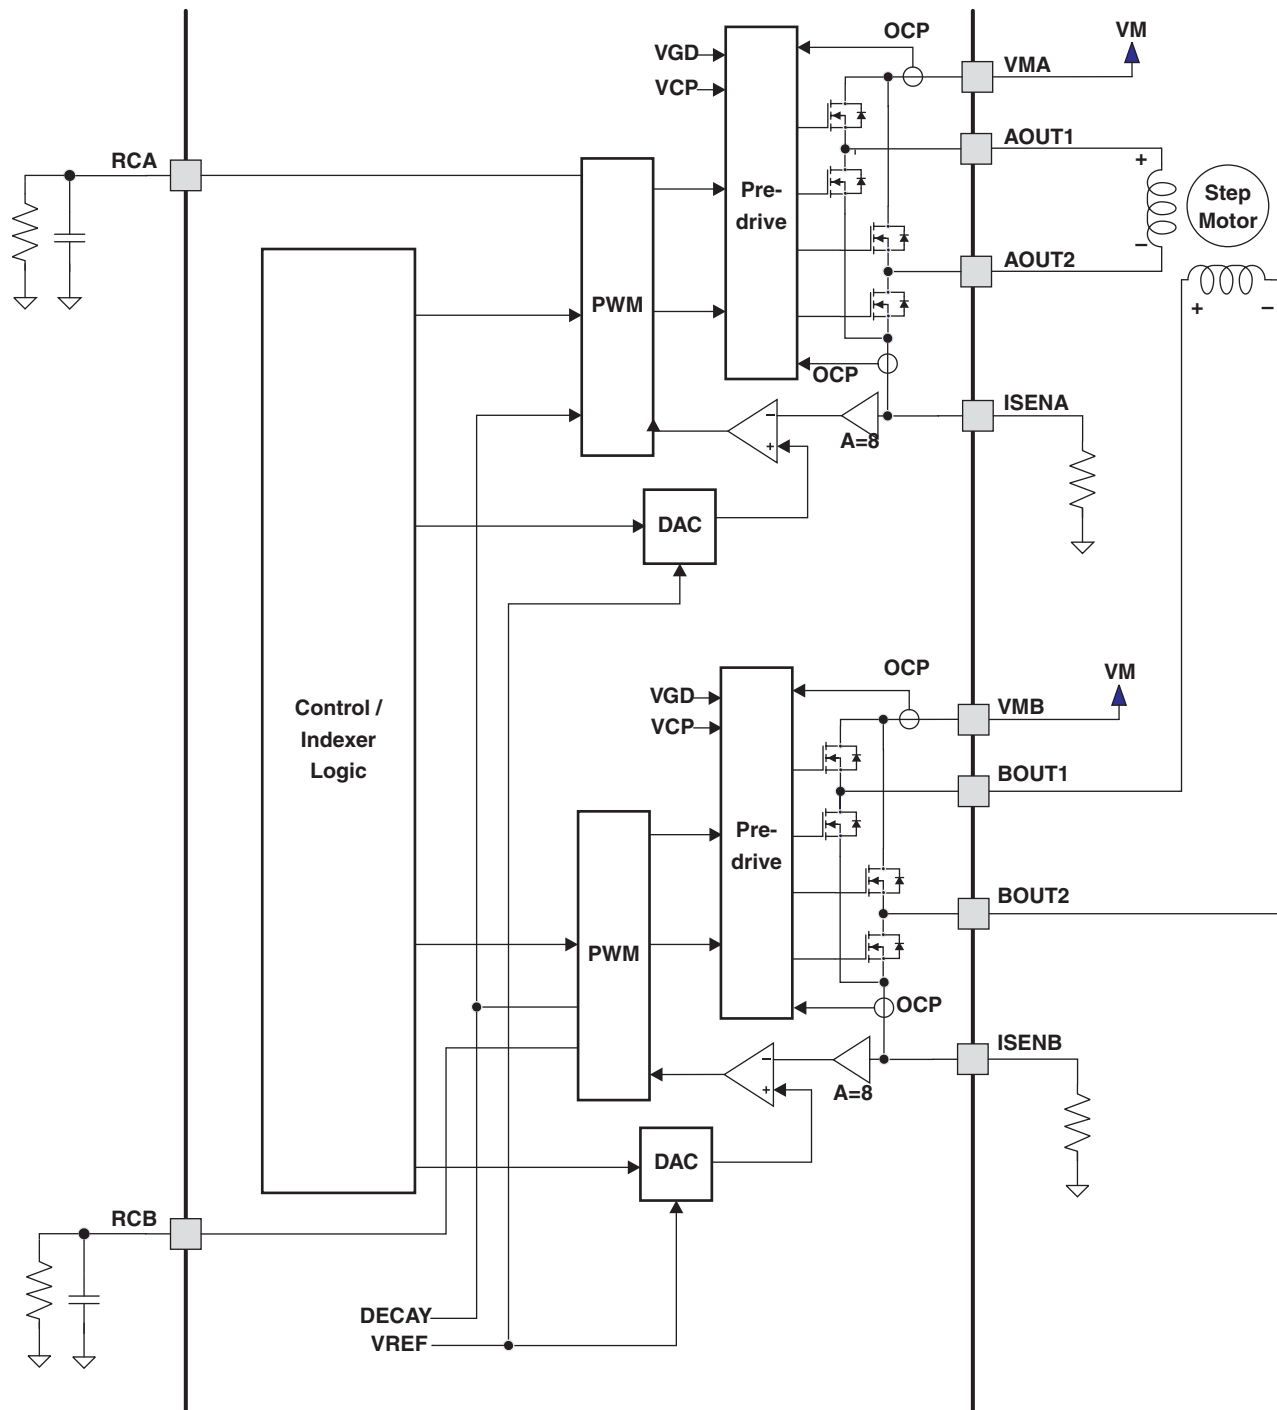 OCP
VM
VGD
VMA
VCP
RCA
AOUT1
+
Pre-
drive
Step
Motor
–
AOUT2
PWM
+ –
OCP
ISENA
–
A=8
+
DAC
OCP
VM
VGD
VMB
VCP
Control /
Indexer
Logic
BOUT1
Pre-
drive
BOUT2
PWM
OCP
ISENB
–
A=8
+
DAC
RCB
DECAY
VREF